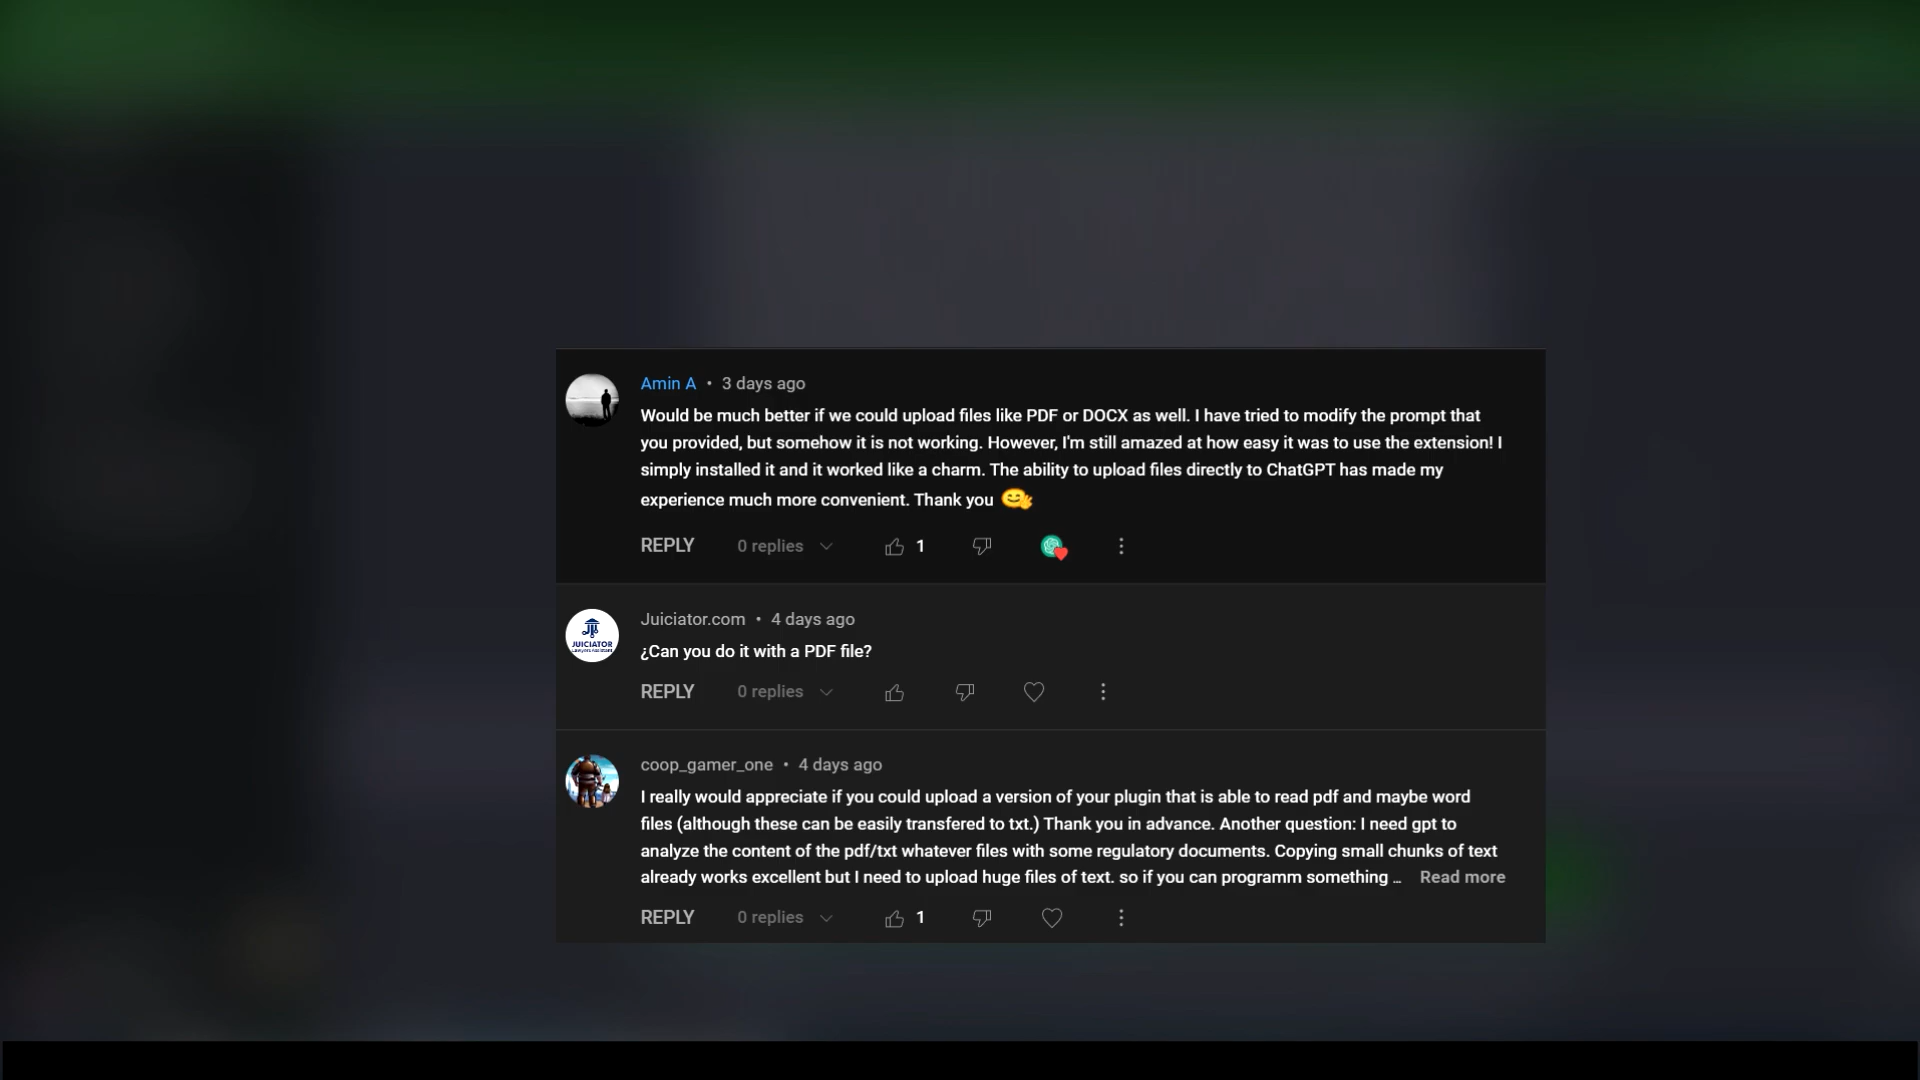 Amin A • 3 days ago
Would be much better if we could upload files like PDF or DOCX as well. I have tried to modify the prompt that
you provided, but somehow it is not working. However, I'm still amazed at how easy it was to use the extension! I
simply installed it and it worked like a charm. The ability to upload files directly to ChatGPT has made my
experience much more convenient. Thank you
REPLY 0 replies 1
JUICIATOR
Juiciator.com • 4 days ago
¿Can you do it with a PDF file?
REPLY 0 replies
coop_gamer_one • 4 days ago
I really would appreciate if you could upload a version of your plugin that is able to read pdf and maybe word
files (although these can be easily transfered to txt.) Thank you in advance. Another question: I need gpt to
analyze the content of the pdf/txt whatever files with some regulatory documents. Copying small chunks of text
already works excellent but I need to upload huge files of text. so if you can programm something ... Read more
REPLY 0 replies 1